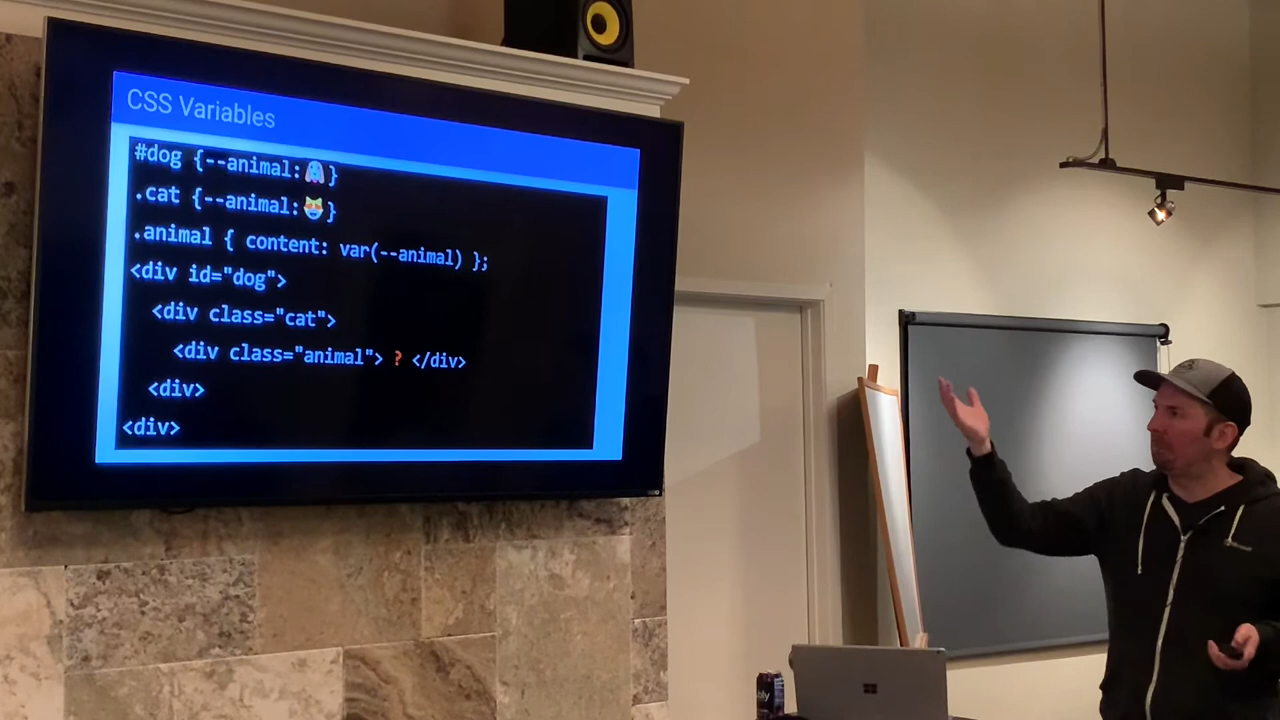 CSS Variables
#dog {--animal:🐶}
.cat {--animal:😻}
.animal { content: var(--animal) };
<div id="dog">
<div class="cat">
<div class="animal"> ? </div>
<div>
<div>
bly